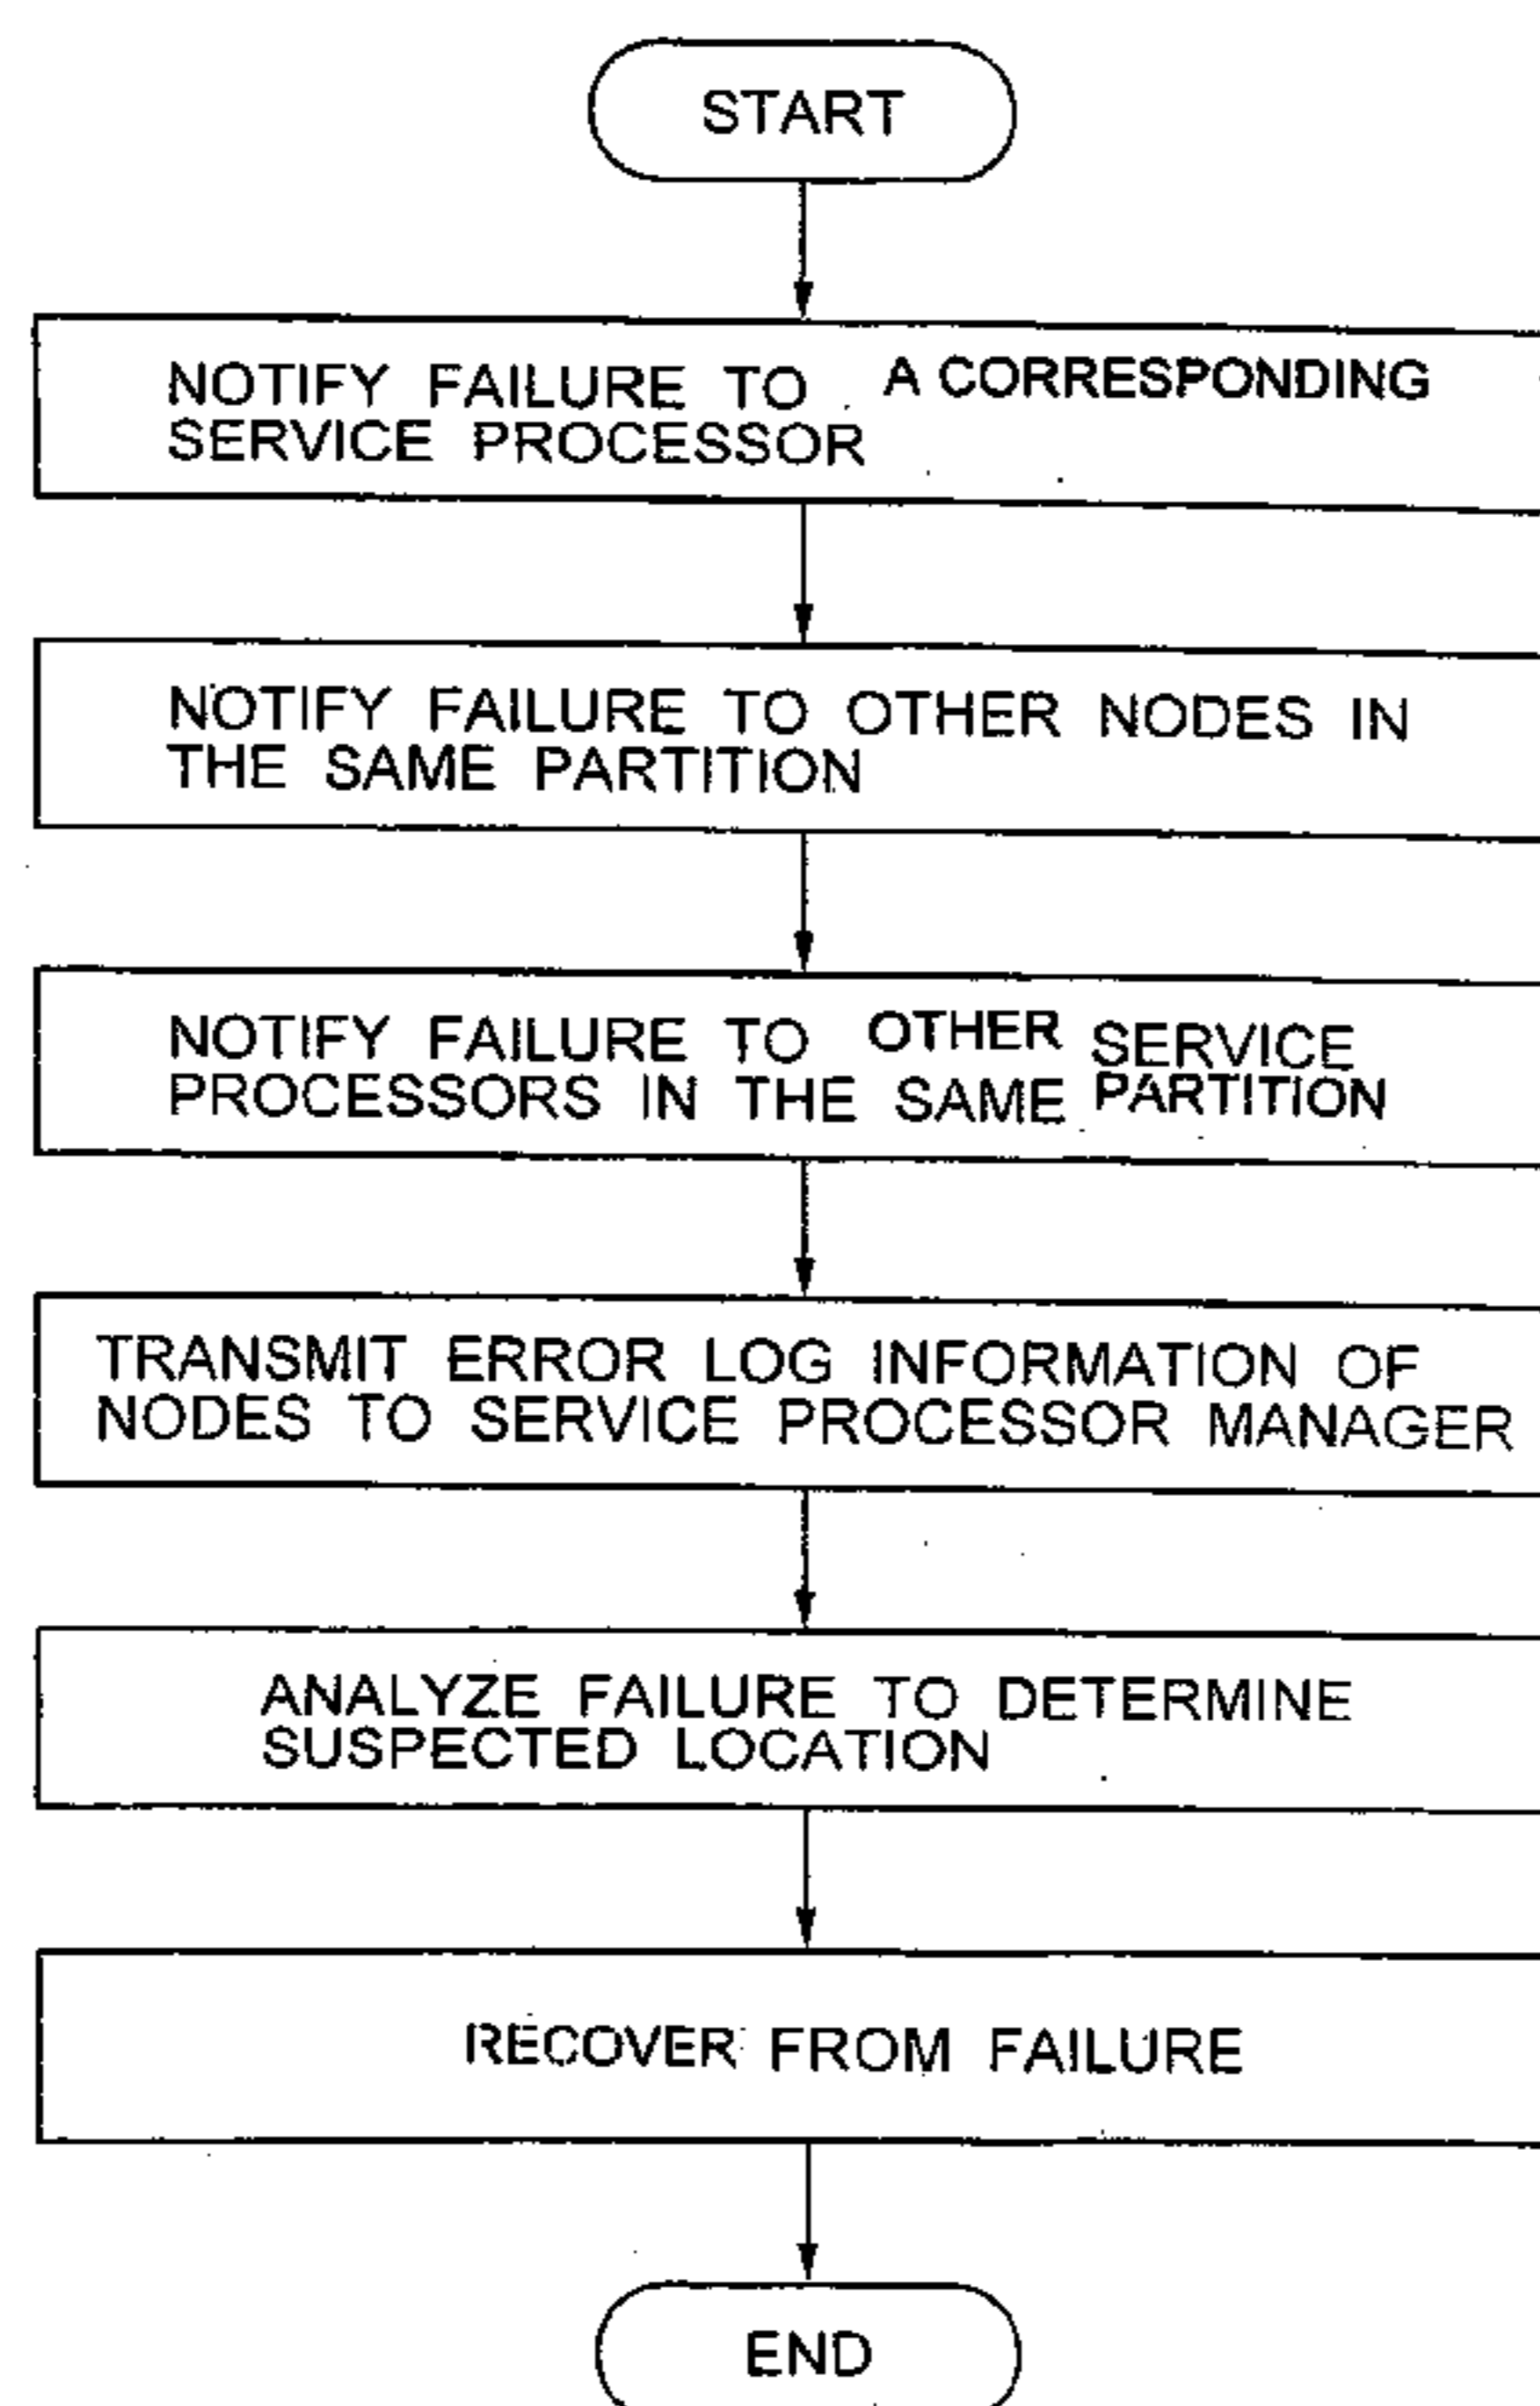 START
NOTIFY FAILURE TO A CORRESPONDING
SERVICE PROCESSOR
NOTIFY FAILURE TO OTHER NODES IN
THE SAME PARTITION
NOTIFY FAILURE TO OTHER SERVICE
PROCESSORS IN THE SAME PARTITION
TRANSMIT ERROR LOG INFORMATION OF
NODES TO SERVICE PROCESSOR MANAGER
ANALYZE FAILURE TO DETERMINE
SUSPECTED LOCATION
RECOVER FROM FAILURE
END